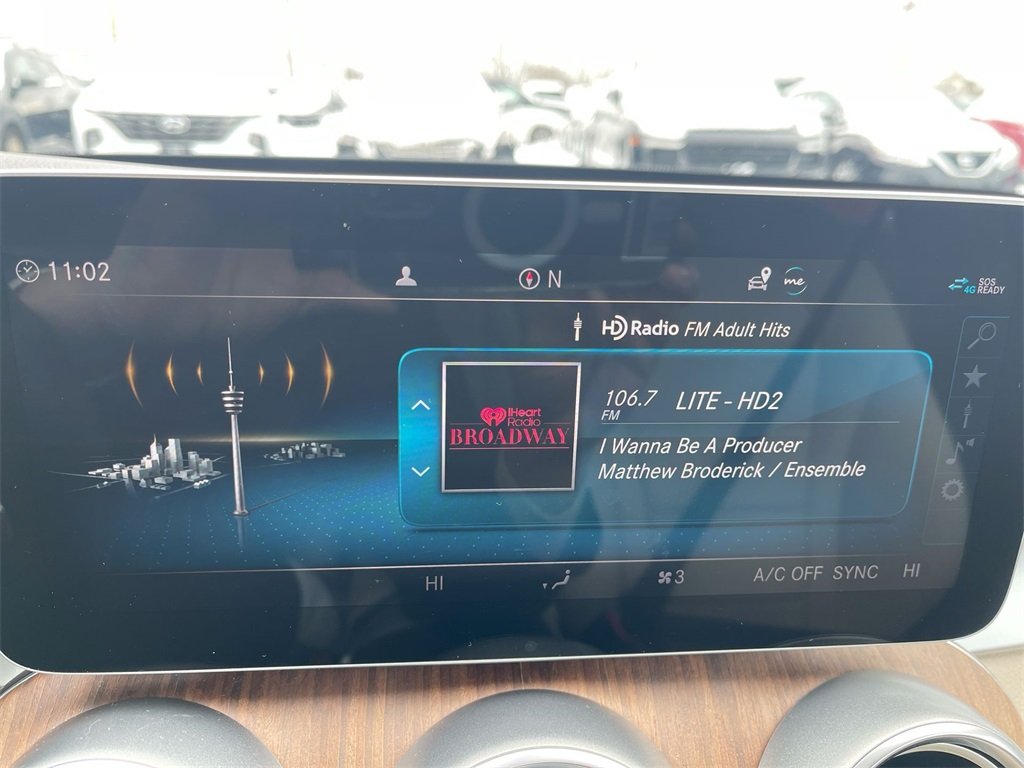 11:02
N
me
4G SOS READY
HD Radio FM Adult Hits
iHeart
Radio
BROADWAY
106.7 LITE - HD2
FM
I Wanna Be A Producer
Matthew Broderick / Ensemble
HI 3 A/C OFF SYNC HI